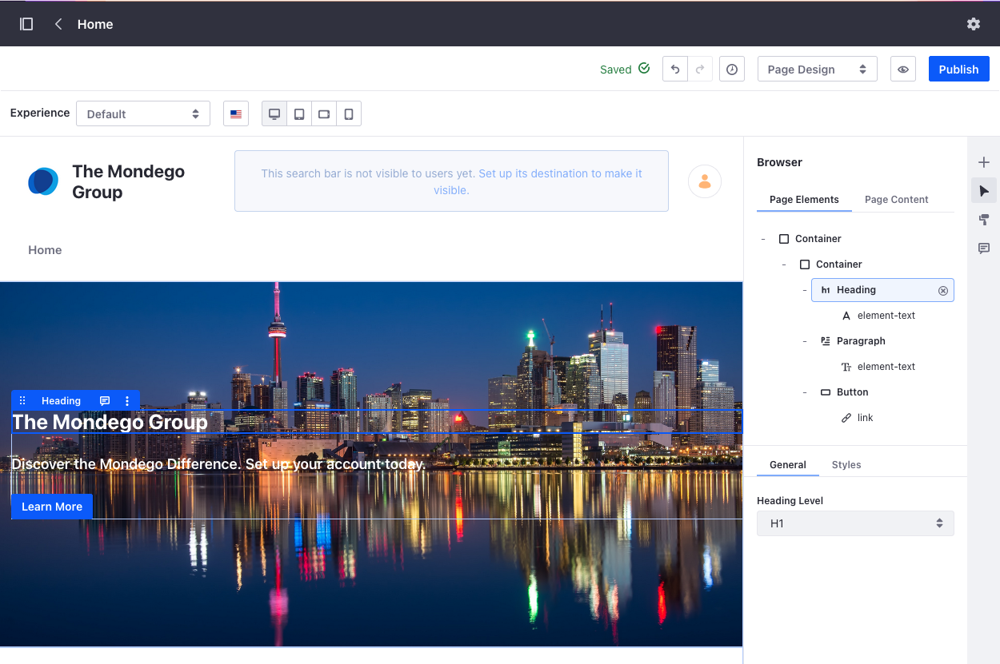 Home
Saved
Page Design
Publish
Experience
Default
The Mondego
Group
This search bar is not visible to users yet. Set up its destination to make it
visible.
Home
Heading
The Mondego Group
Discover the Mondego Difference. Set up your account today.
Learn More
Browser
Page Elements
Page Content
Container
Container
h1 Heading
A element-text
Paragraph
element-text
Button
link
General
Styles
Heading Level
H1